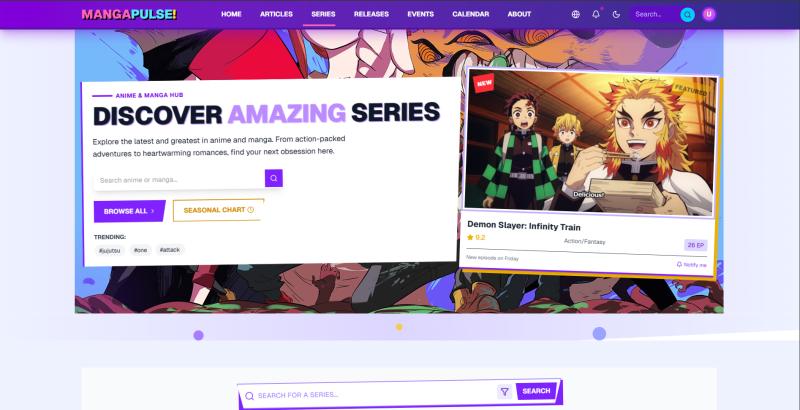 MANGAPULSE!
HOME ARTICLES SERIES RELEASES EVENTS CALENDAR ABOUT
Search...
U
ANIME & MANGA HUB
DISCOVER AMAZING SERIES
Explore the latest and greatest in anime and manga. From action-packed
adventures to heartwarming romances, find your next obsession here.
Search anime or manga...
BROWSE ALL
SEASONAL CHART
TRENDING:
#jujutsu #one #attack
NEW
FEATURED
Delicious!
Demon Slayer: Infinity Train
9.2 Action/Fantasy 26 EP
New episode on Friday Notify me
SEARCH FOR A SERIES...
SEARCH